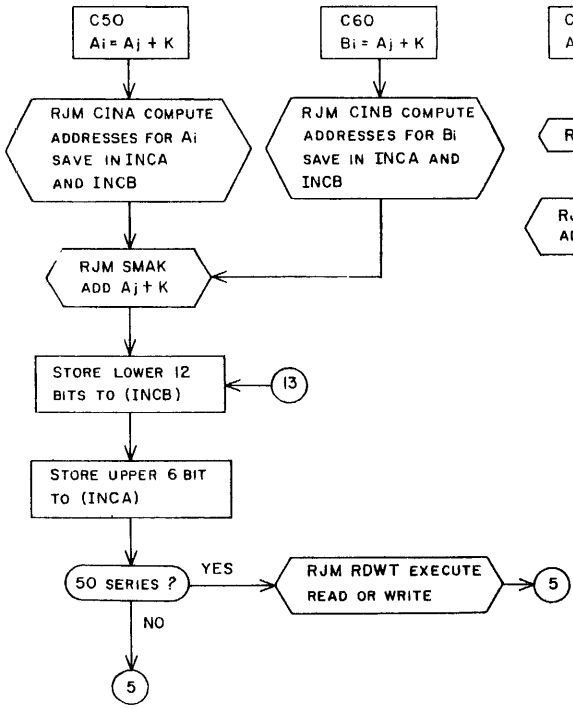 C50
Ai = Aj + K
C60
Bi = Aj + K
C
A
RJM CINA COMPUTE
ADDRESSES FOR Ai
SAVE IN INCA
AND INCB
RJM CINB COMPUTE
ADDRESSES FOR Bi
SAVE IN INCA AND
INCB
R
RJ
AD
RJM SMAK
ADD Aj + K
STORE LOWER 12
BITS TO (INCB)
13
STORE UPPER 6 BIT
TO (INCA)
50 SERIES ?
YES
RJM RDWT EXECUTE
READ OR WRITE
5
NO
5